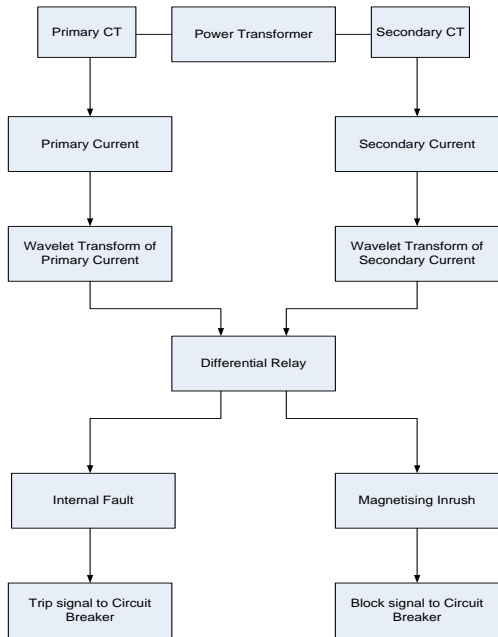 Primary CT
Power Transformer
Secondary CT
Primary Current
Secondary Current
Wavelet Transform of
Primary Current
Wavelet Transform of
Secondary Current
Differential Relay
Internal Fault
Magnetising Inrush
Trip signal to Circuit
Breaker
Block signal to Circuit
Breaker